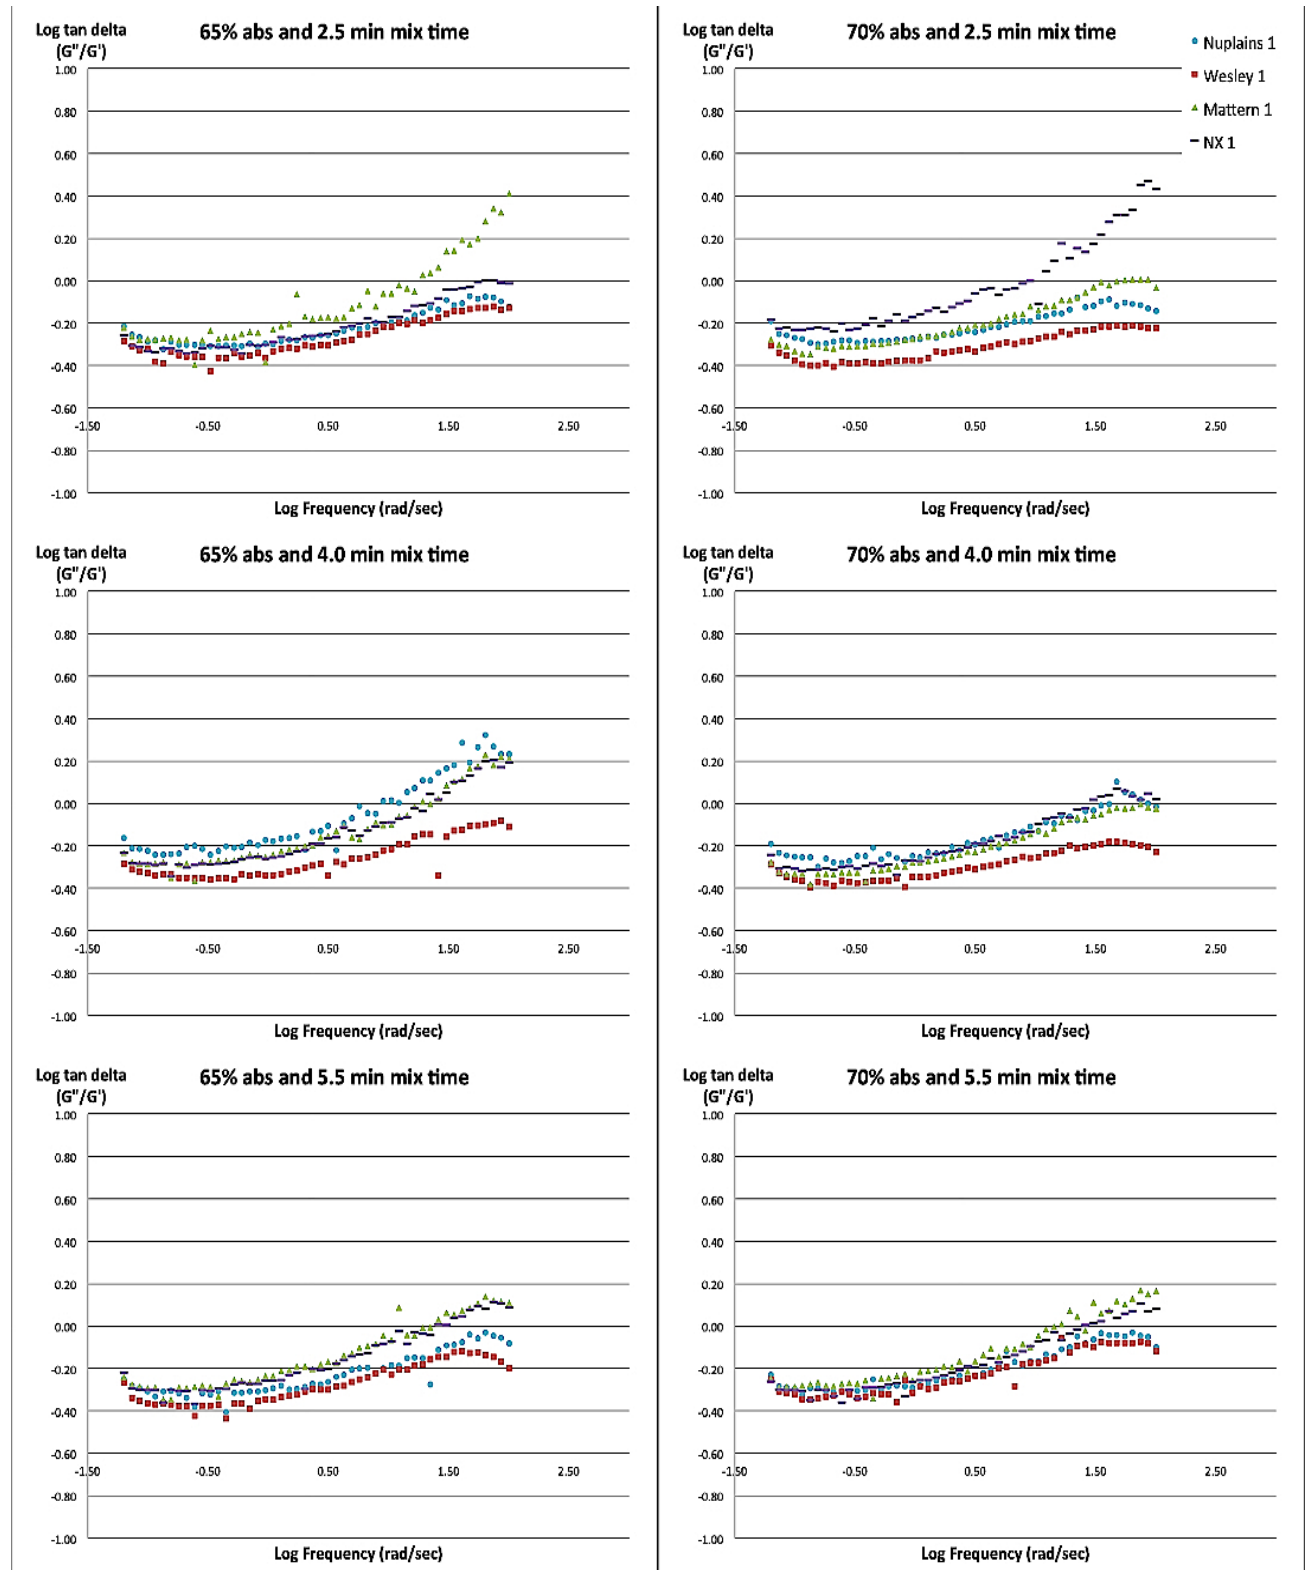 Log tan delta
(G"/G')
65% abs and 2.5 min mix time
1.00
0.80
0.60
0.40
0.20
0.00
-0.20
-0.40
-0.60
-1.50 -0.50 0.50 1.50 2.50
-0.80
-1.00
Log Frequency (rad/sec)
Log tan delta
(G"/G')
70% abs and 2.5 min mix time
Nuplains 1
Wesley 1
Mattern 1
NX 1
1.00
0.80
0.60
0.40
0.20
0.00
-0.20
-0.40
-0.60
-1.50 -0.50 0.50 1.50 2.50
-0.80
-1.00
Log Frequency (rad/sec)
Log tan delta
(G"/G')
65% abs and 4.0 min mix time
1.00
0.80
0.60
0.40
0.20
0.00
-0.20
-0.40
-0.60
-1.50 -0.50 0.50 1.50 2.50
-0.80
-1.00
Log Frequency (rad/sec)
Log tan delta
(G"/G')
70% abs and 4.0 min mix time
1.00
0.80
0.60
0.40
0.20
0.00
-0.20
-0.40
-0.60
-1.50 -0.50 0.50 1.50 2.50
-0.80
-1.00
Log Frequency (rad/sec)
Log tan delta
(G"/G')
65% abs and 5.5 min mix time
1.00
0.80
0.60
0.40
0.20
0.00
-0.20
-0.40
-0.60
-1.50 -0.50 0.50 1.50 2.50
-0.80
-1.00
Log Frequency (rad/sec)
Log tan delta
(G"/G')
70% abs and 5.5 min mix time
1.00
0.80
0.60
0.40
0.20
0.00
-0.20
-0.40
-0.60
-1.50 -0.50 0.50 1.50 2.50
-0.80
-1.00
Log Frequency (rad/sec)